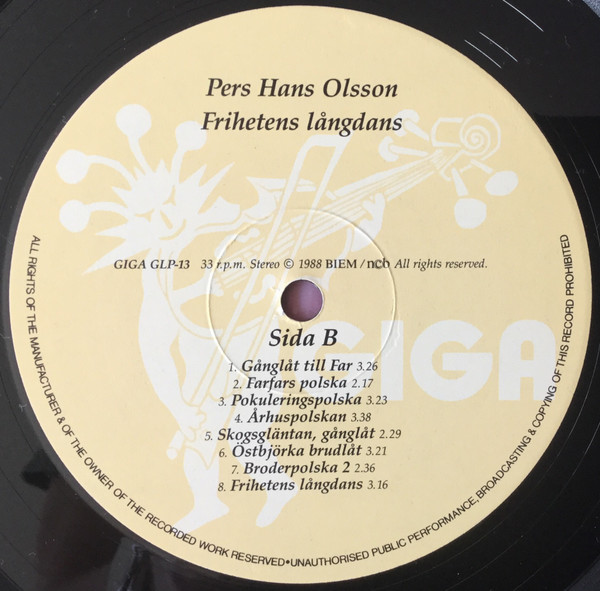 Pers Hans Olsson
Frihetens långdans
GIGA GLP-13 33 r.p.m. Stereo © 1988 BIEM / ncb All rights reserved.
Sida B
GIGA
1. Gånglåt till Far 3.26
2. Farfars polska 2.17
3. Pokuleringspolska 3.23
4. Århuspolskan 3.38
5. Skogsgläntan, gånglåt 2.29
6. Östbjörka brudlåt 3.21
7. Broderpolska 2 2.36
8. Frihetens långdans 3.16
ALL RIGHTS OF THE MANUFACTURER & OF THE OWNER OF THE RECORDED WORK RESERVED•UNAUTHORISED PUBLIC PERFORMANCE, BROADCASTING & COPYING OF THIS RECORD PROHIBITED